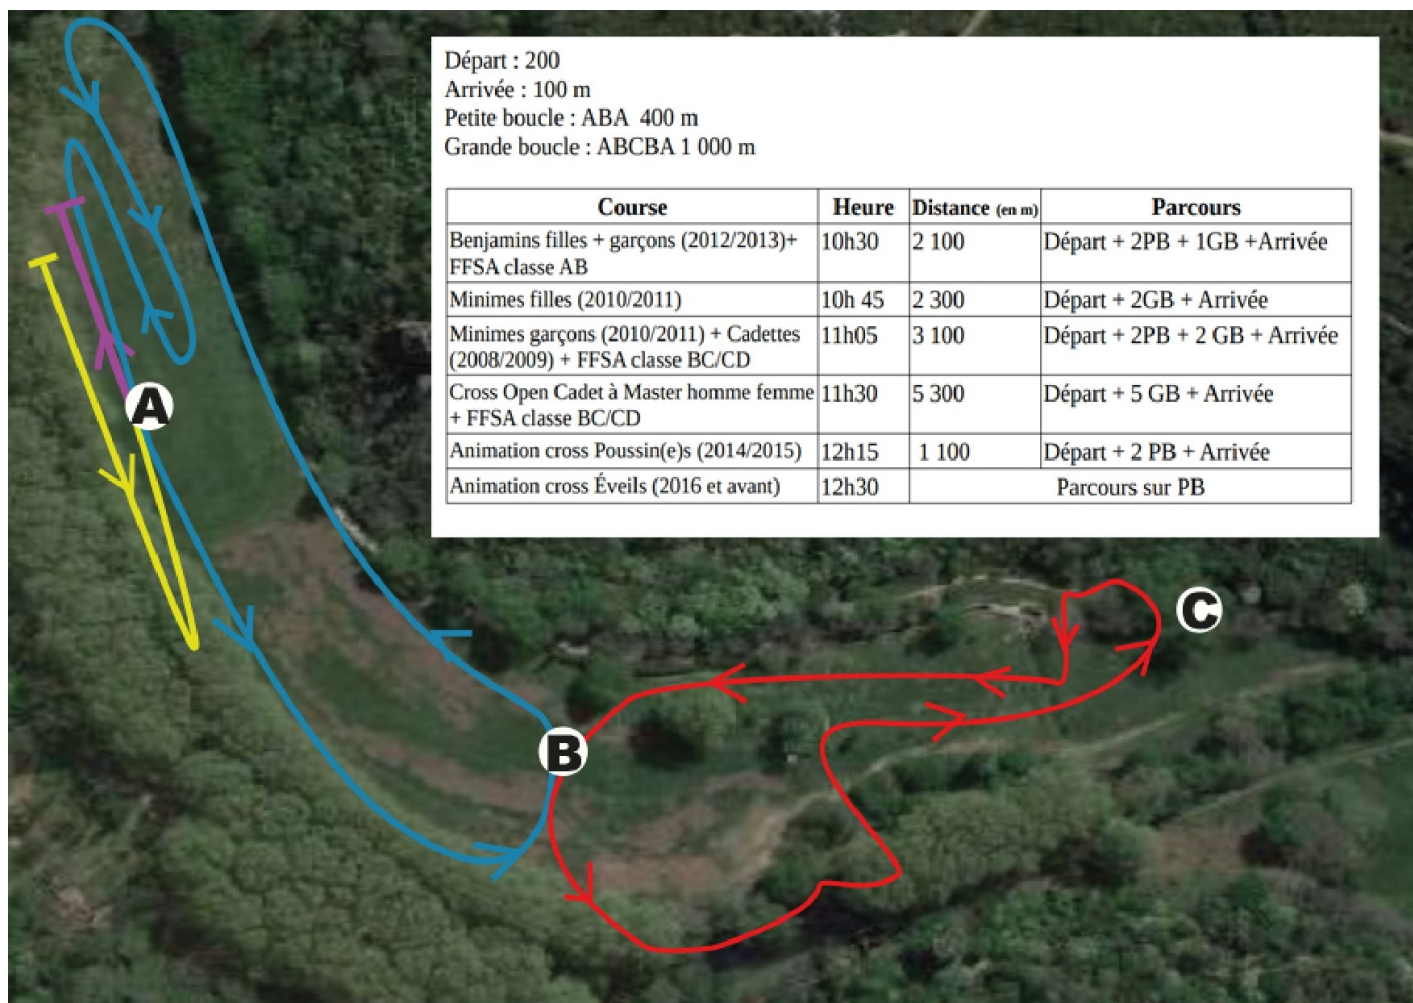 Départ : 200
Arrivée : 100 m
Petite boucle : ABA  400 m
Grande boucle : ABCBA 1 000 m
Course Heure Distance (en m) Parcours
Benjamins filles + garçons (2012/2013)+ 10h30 2 100 Départ + 2PB + 1GB +Arrivée
FFSA classe AB
Minimes filles (2010/2011) 10h 45 2 300 Départ + 2GB + Arrivée
Minimes garçons (2010/2011) + Cadettes 11h05 3 100 Départ + 2PB + 2 GB + Arrivée
(2008/2009) + FFSA classe BC/CD
Cross Open Cadet à Master homme femme 11h30 5 300 Départ + 5 GB + Arrivée
+ FFSA classe BC/CD
Animation cross Poussin(e)s (2014/2015) 12h15 1 100 Départ + 2 PB + Arrivée
Animation cross Éveils (2016 et avant) 12h30 Parcours sur PB
A
C
B